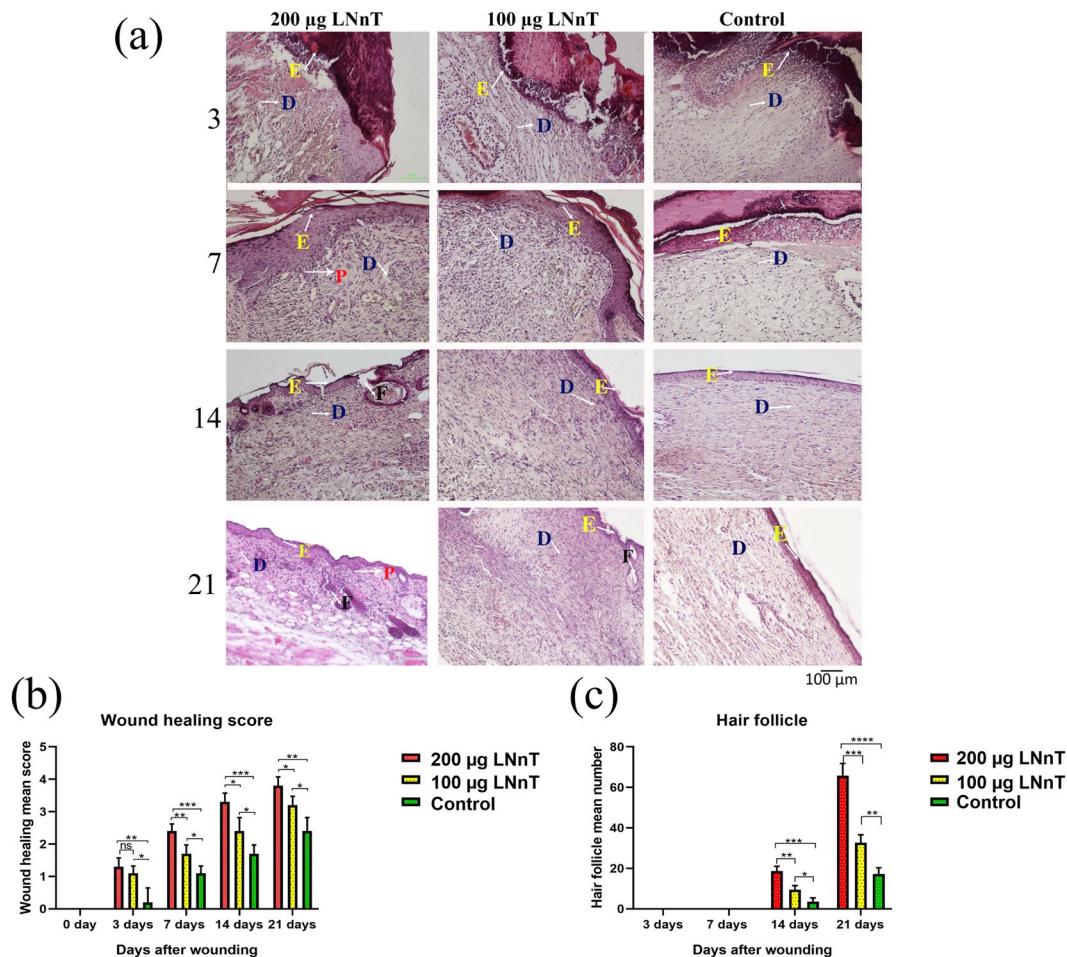 (a)
200 µg LNnT 100 µg LNnT Control
3
E D
E D
E D
7
E D P
D E
E D
14
E F D
D E
E D
21
D E P F
E D F
E D
100 µm
(b)
Wound healing score
Wound healing mean score
5
4
3
2
1
0
** ns *
*** ** *
*** * *
** * *
0 day 3 days 7 days 14 days 21 days
Days after wounding
200 µg LNnT
100 µg LNnT
Control
(c)
Hair follicle
Hair follicle mean number
80
60
40
20
0
*** ** *
**** *** **
3 days 7 days 14 days 21 days
Days after wounding
200 µg LNnT
100 µg LNnT
Control